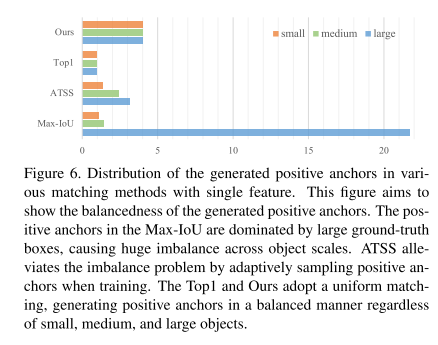 Ours
small medium large
Top1
ATSS
Max-IoU
0 5 10 15 20
Figure 6. Distribution of the generated positive anchors in vari-
ous matching methods with single feature. This figure aims to
show the balancedness of the generated positive anchors. The pos-
itive anchors in the Max-IoU are dominated by large ground-truth
boxes, causing huge imbalance across object scales. ATSS alle-
viates the imbalance problem by adaptively sampling positive an-
chors when training. The Top1 and Ours adopt a uniform match-
ing, generating positive anchors in a balanced manner regardless
of small, medium, and large objects.